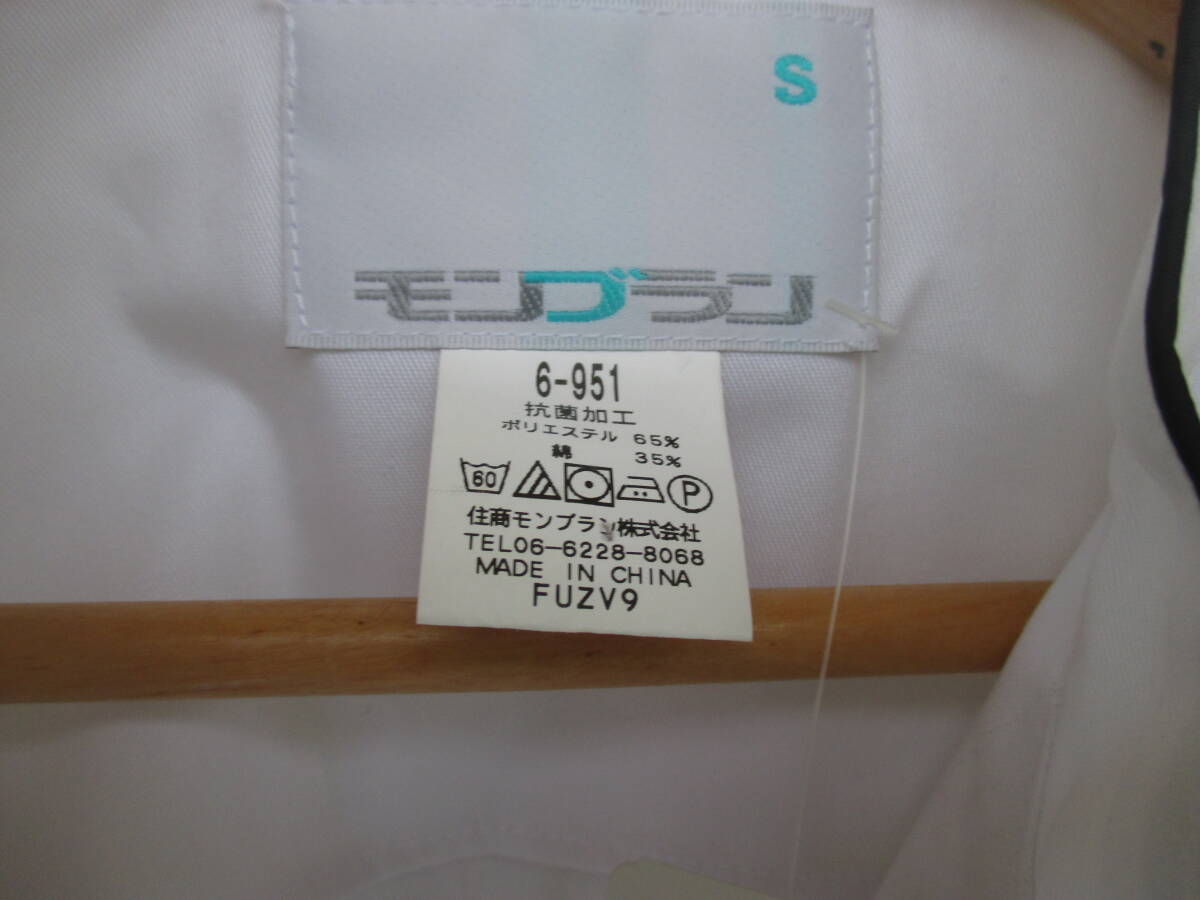 S
モンブラン
6-951
抗菌加工
ポリエステル 65%
綿 35%
60 P
住商モンブラン株式会社
TEL06-6228-8068
MADE IN CHINA
FUZV9